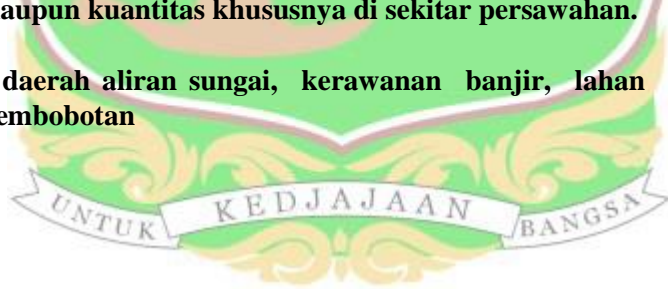 aupun kuantitas khususnya di sekitar persawahan.
daerah aliran sungai, kerawanan banjir, lahan
embobotan
UNTUK KEDJAJAAN BANGSA